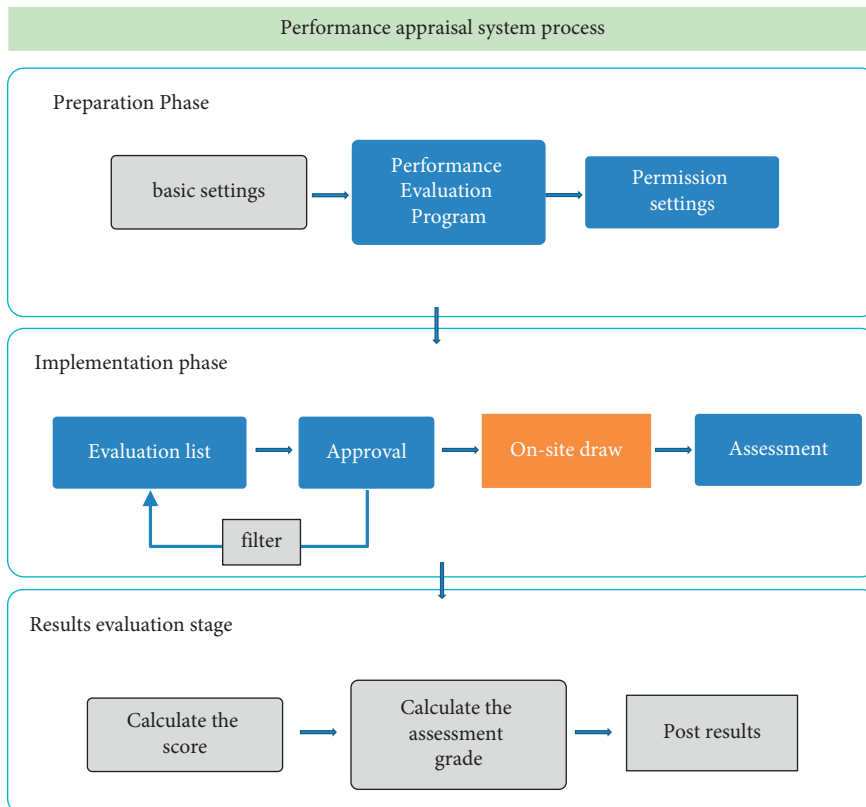 Performance appraisal system process
Preparation Phase
basic settings
Performance
Evaluation
Program
Permission
settings
Implementation phase
Evaluation list
Approval
On-site draw
Assessment
filter
Results evaluation stage
Calculate the
score
Calculate the
assessment
grade
Post results